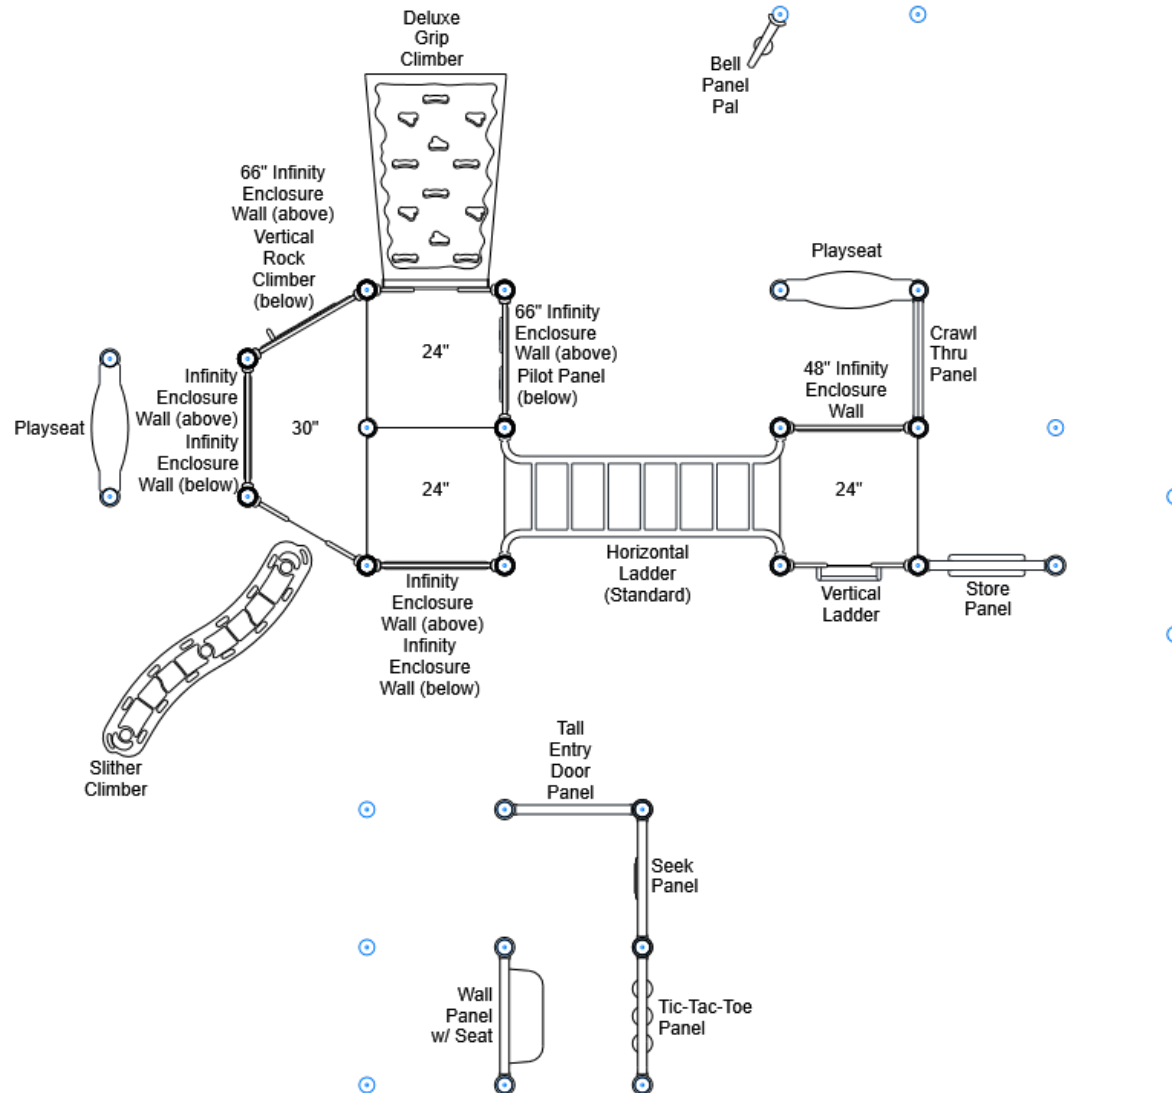 Deluxe
Grip
Climber
Bell
Panel
Pal
66" Infinity
Enclosure
Wall (above)
Vertical
Rock
Climber
(below)
Playseat
66" Infinity
Enclosure
Wall (above)
Pilot Panel
(below)
Crawl
Thru
Panel
24"
48" Infinity
Enclosure
Wall
Infinity
Enclosure
Wall (above)
Infinity
Enclosure
Wall (below)
Playseat
30"
24"
24"
Horizontal
Ladder
(Standard)
Vertical
Ladder
Store
Panel
Infinity
Enclosure
Wall (above)
Infinity
Enclosure
Wall (below)
Slither
Climber
Tall
Entry
Door
Panel
Seek
Panel
Wall
Panel
w/ Seat
Tic-Tac-Toe
Panel